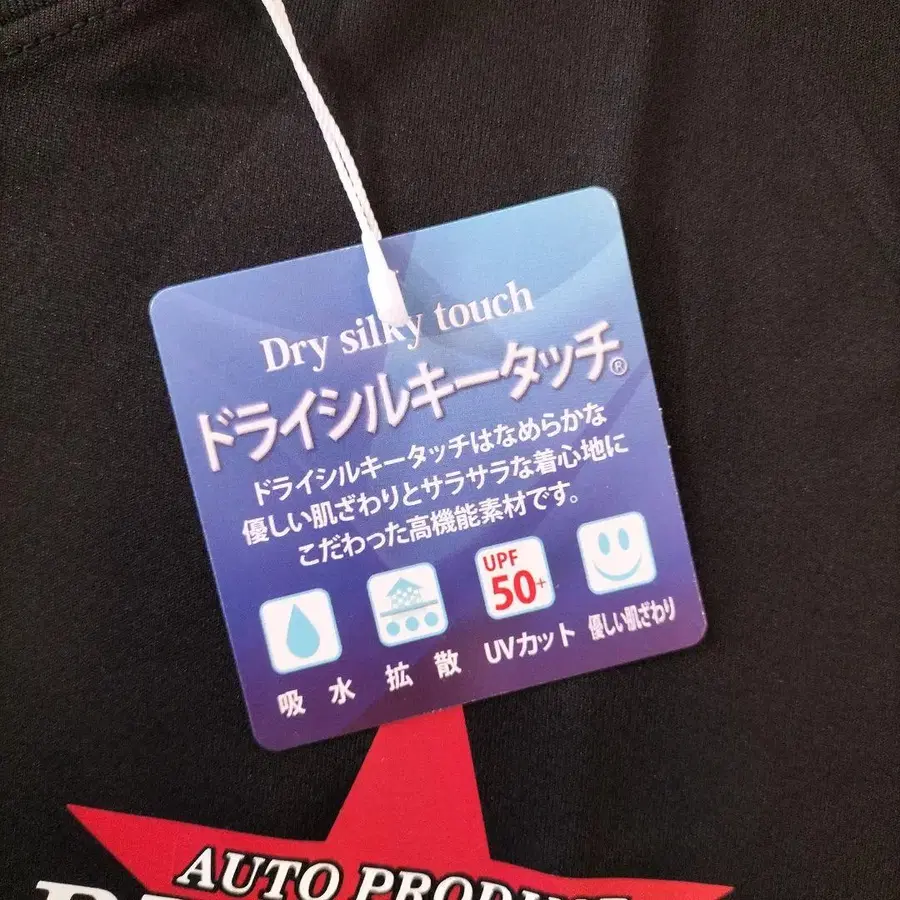 Dry silky touch
ドライシルキータッチ®
ドライシルキータッチはなめらかな
優しい肌ざわりとサラサラな着心地に
こだわった高機能素材です。
UPF
50+
吸水 拡散 UVカット 優しい肌ざわり
AUTO